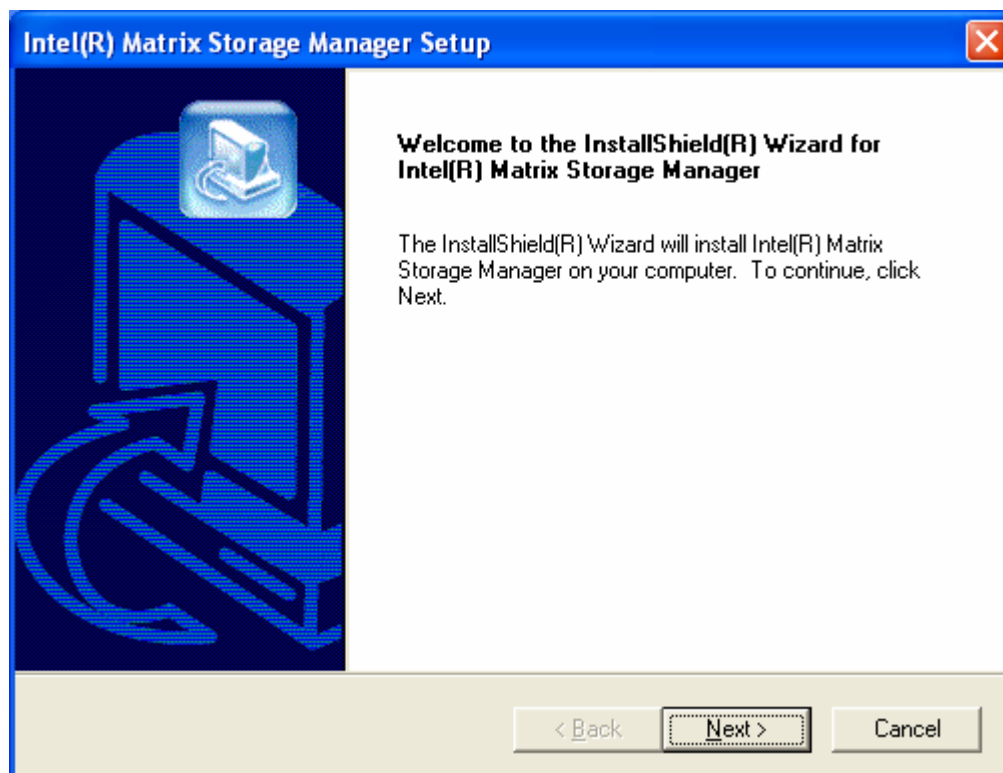 Intel(R) Matrix Storage Manager Setup
Welcome to the InstallShield(R) Wizard for
Intel(R) Matrix Storage Manager
The InstallShield(R) Wizard will install Intel(R) Matrix
Storage Manager on your computer.  To continue, click
Next.
< Back
Next >
Cancel